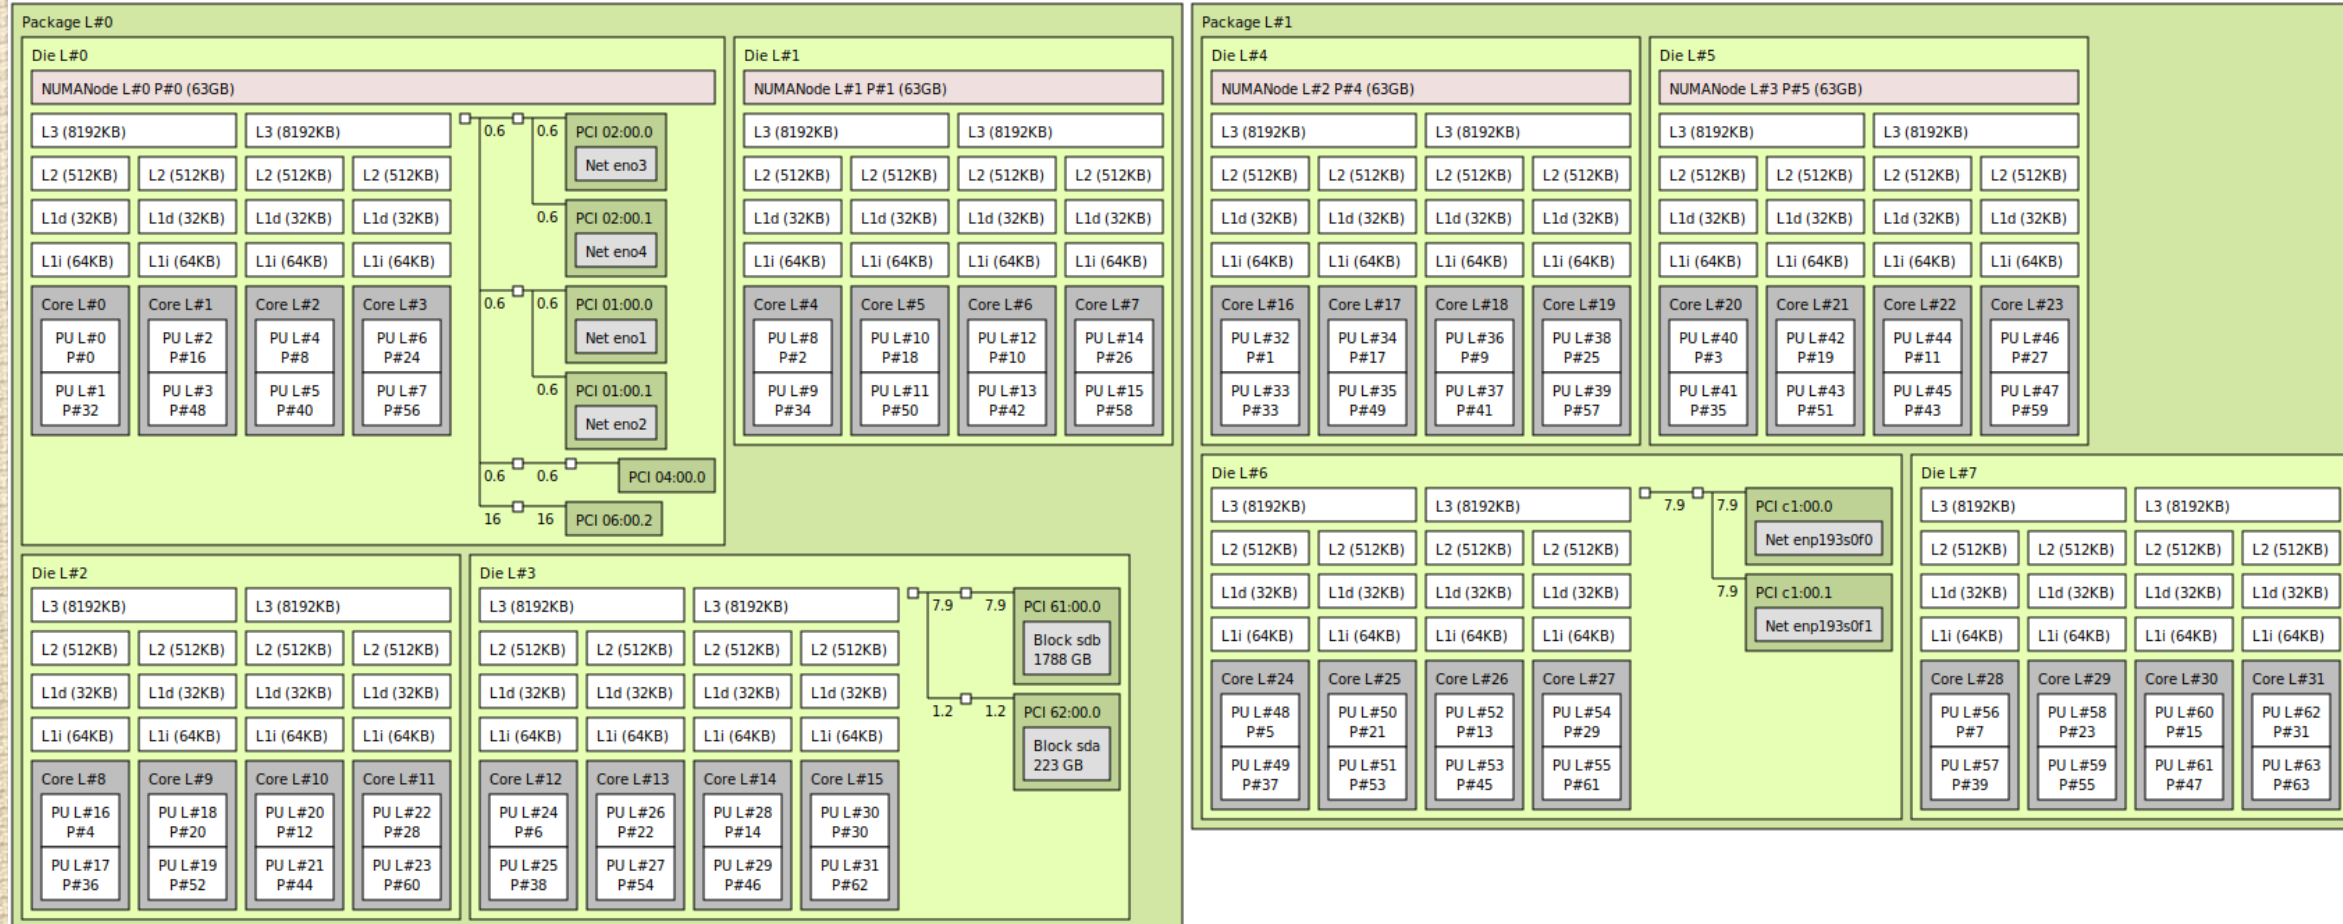 Package L#0
Die L#0
NUMANode L#0 P#0 (63GB)
L3 (8192KB) L3 (8192KB)
L2 (512KB) L2 (512KB) L2 (512KB) L2 (512KB)
L1d (32KB) L1d (32KB) L1d (32KB) L1d (32KB)
L1i (64KB) L1i (64KB) L1i (64KB) L1i (64KB)
Core L#0 Core L#1 Core L#2 Core L#3
PU L#0 PU L#2 PU L#4 PU L#6
P#0 P#16 P#8 P#24
PU L#1 PU L#3 PU L#5 PU L#7
P#32 P#48 P#40 P#56
0.6 0.6 PCI 02:00.0
Net eno3
0.6 PCI 02:00.1
Net eno4
0.6 0.6 PCI 01:00.0
Net eno1
0.6 PCI 01:00.1
Net eno2
0.6 0.6 PCI 04:00.0
16 16 PCI 06:00.2
Die L#1
NUMANode L#1 P#1 (63GB)
L3 (8192KB) L3 (8192KB)
L2 (512KB) L2 (512KB) L2 (512KB) L2 (512KB)
L1d (32KB) L1d (32KB) L1d (32KB) L1d (32KB)
L1i (64KB) L1i (64KB) L1i (64KB) L1i (64KB)
Core L#4 Core L#5 Core L#6 Core L#7
PU L#8 PU L#10 PU L#12 PU L#14
P#2 P#18 P#10 P#26
PU L#9 PU L#11 PU L#13 PU L#15
P#34 P#50 P#42 P#58
Die L#2
L3 (8192KB) L3 (8192KB)
L2 (512KB) L2 (512KB) L2 (512KB) L2 (512KB)
L1d (32KB) L1d (32KB) L1d (32KB) L1d (32KB)
L1i (64KB) L1i (64KB) L1i (64KB) L1i (64KB)
Core L#8 Core L#9 Core L#10 Core L#11
PU L#16 PU L#18 PU L#20 PU L#22
P#4 P#20 P#12 P#28
PU L#17 PU L#19 PU L#21 PU L#23
P#36 P#52 P#44 P#60
Die L#3
L3 (8192KB) L3 (8192KB)
L2 (512KB) L2 (512KB) L2 (512KB) L2 (512KB)
L1d (32KB) L1d (32KB) L1d (32KB) L1d (32KB)
L1i (64KB) L1i (64KB) L1i (64KB) L1i (64KB)
Core L#12 Core L#13 Core L#14 Core L#15
PU L#24 PU L#26 PU L#28 PU L#30
P#6 P#22 P#14 P#30
PU L#25 PU L#27 PU L#29 PU L#31
P#38 P#54 P#46 P#62
7.9 7.9 PCI 61:00.0
Block sdb
1788 GB
1.2 1.2 PCI 62:00.0
Block sda
223 GB
Package L#1
Die L#4
NUMANode L#2 P#4 (63GB)
L3 (8192KB) L3 (8192KB)
L2 (512KB) L2 (512KB) L2 (512KB) L2 (512KB)
L1d (32KB) L1d (32KB) L1d (32KB) L1d (32KB)
L1i (64KB) L1i (64KB) L1i (64KB) L1i (64KB)
Core L#16 Core L#17 Core L#18 Core L#19
PU L#32 PU L#34 PU L#36 PU L#38
P#1 P#17 P#9 P#25
PU L#33 PU L#35 PU L#37 PU L#39
P#33 P#49 P#41 P#57
Die L#5
NUMANode L#3 P#5 (63GB)
L3 (8192KB) L3 (8192KB)
L2 (512KB) L2 (512KB) L2 (512KB) L2 (512KB)
L1d (32KB) L1d (32KB) L1d (32KB) L1d (32KB)
L1i (64KB) L1i (64KB) L1i (64KB) L1i (64KB)
Core L#20 Core L#21 Core L#22 Core L#23
PU L#40 PU L#42 PU L#44 PU L#46
P#3 P#19 P#11 P#27
PU L#41 PU L#43 PU L#45 PU L#47
P#35 P#51 P#43 P#59
Die L#6
L3 (8192KB) L3 (8192KB)
L2 (512KB) L2 (512KB) L2 (512KB) L2 (512KB)
L1d (32KB) L1d (32KB) L1d (32KB) L1d (32KB)
L1i (64KB) L1i (64KB) L1i (64KB) L1i (64KB)
Core L#24 Core L#25 Core L#26 Core L#27
PU L#48 PU L#50 PU L#52 PU L#54
P#5 P#21 P#13 P#29
PU L#49 PU L#51 PU L#53 PU L#55
P#37 P#53 P#45 P#61
7.9 7.9 PCI c1:00.0
Net enp193s0f0
7.9 PCI c1:00.1
Net enp193s0f1
Die L#7
L3 (8192KB) L3 (8192KB)
L2 (512KB) L2 (512KB) L2 (512KB) L2 (512KB)
L1d (32KB) L1d (32KB) L1d (32KB) L1d (32KB)
L1i (64KB) L1i (64KB) L1i (64KB) L1i (64KB)
Core L#28 Core L#29 Core L#30 Core L#31
PU L#56 PU L#58 PU L#60 PU L#62
P#7 P#23 P#15 P#31
PU L#57 PU L#59 PU L#61 PU L#63
P#39 P#55 P#47 P#63